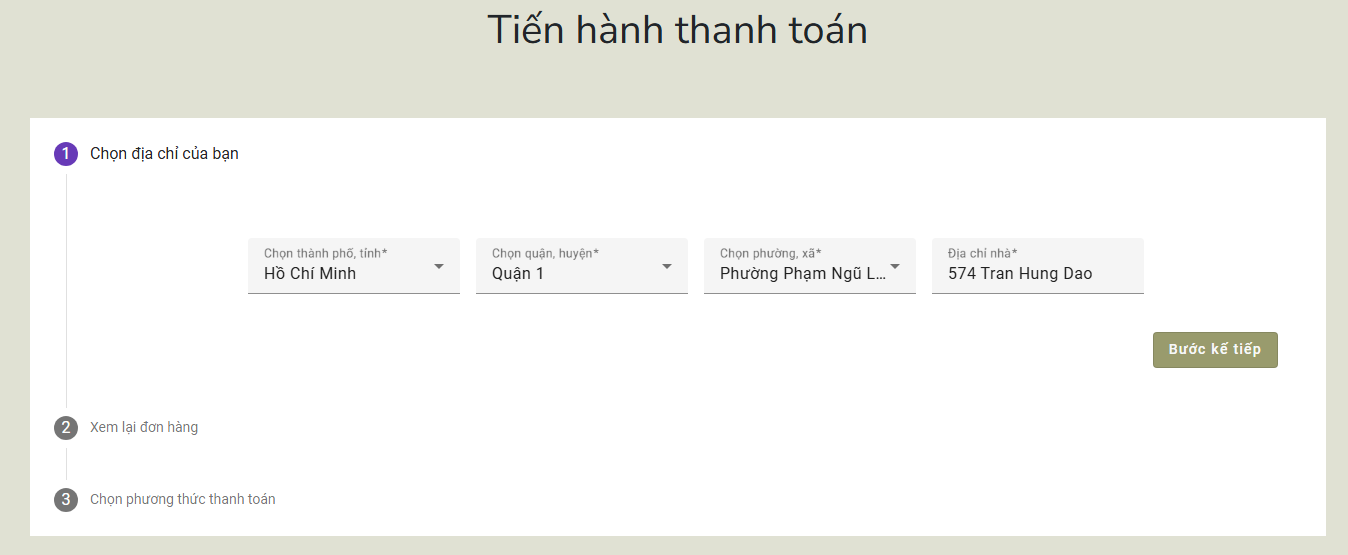 Tiến hành thanh toán
1 Chọn địa chỉ của bạn
Chọn thành phố, tỉnh* Chọn quận, huyện* Chọn phường, xã* Địa chỉ nhà*
Hồ Chí Minh Quận 1 Phường Phạm Ngũ L... 574 Tran Hung Dao
Bước kế tiếp
2 Xem lại đơn hàng
3 Chọn phương thức thanh toán